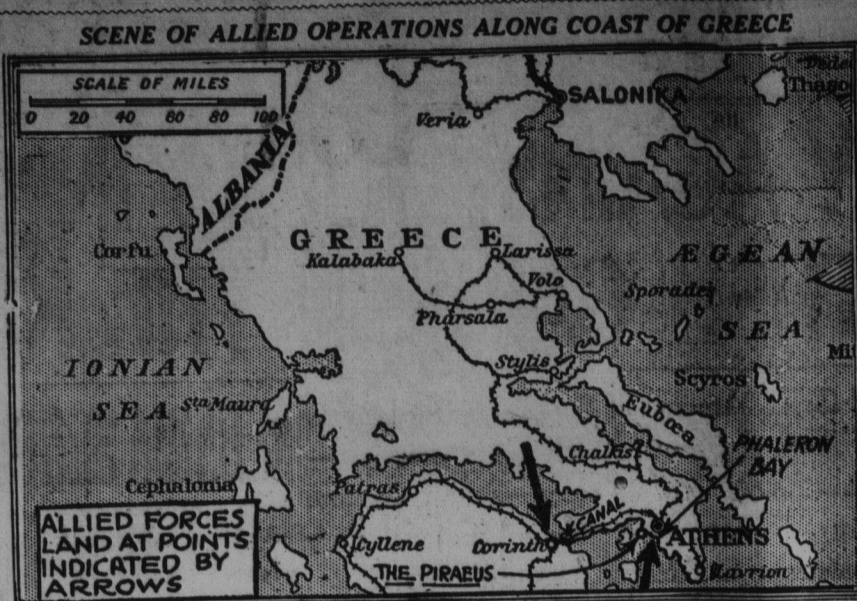 SCENE OF ALLIED OPERATIONS ALONG COAST OF GREECE
SCALE OF MILES
0 20 40 60 80 100
SALONIKA
Veria
ALBANIA
Corfu
GREECE
Kalabaka
Larissa
Volo
Pharsala
ÆGEAN
SEA
Sporades
IONIAN
SEA
Sta Maura
Stylis
Scyros
Eubœa
Chalkis
PHALERON
BAY
Cephalonia
Patras
CANAL
ATHENS
Cyllene
Corinth
THE PIRAEUS
ALLIED FORCES
LAND AT POINTS
INDICATED BY
ARROWS